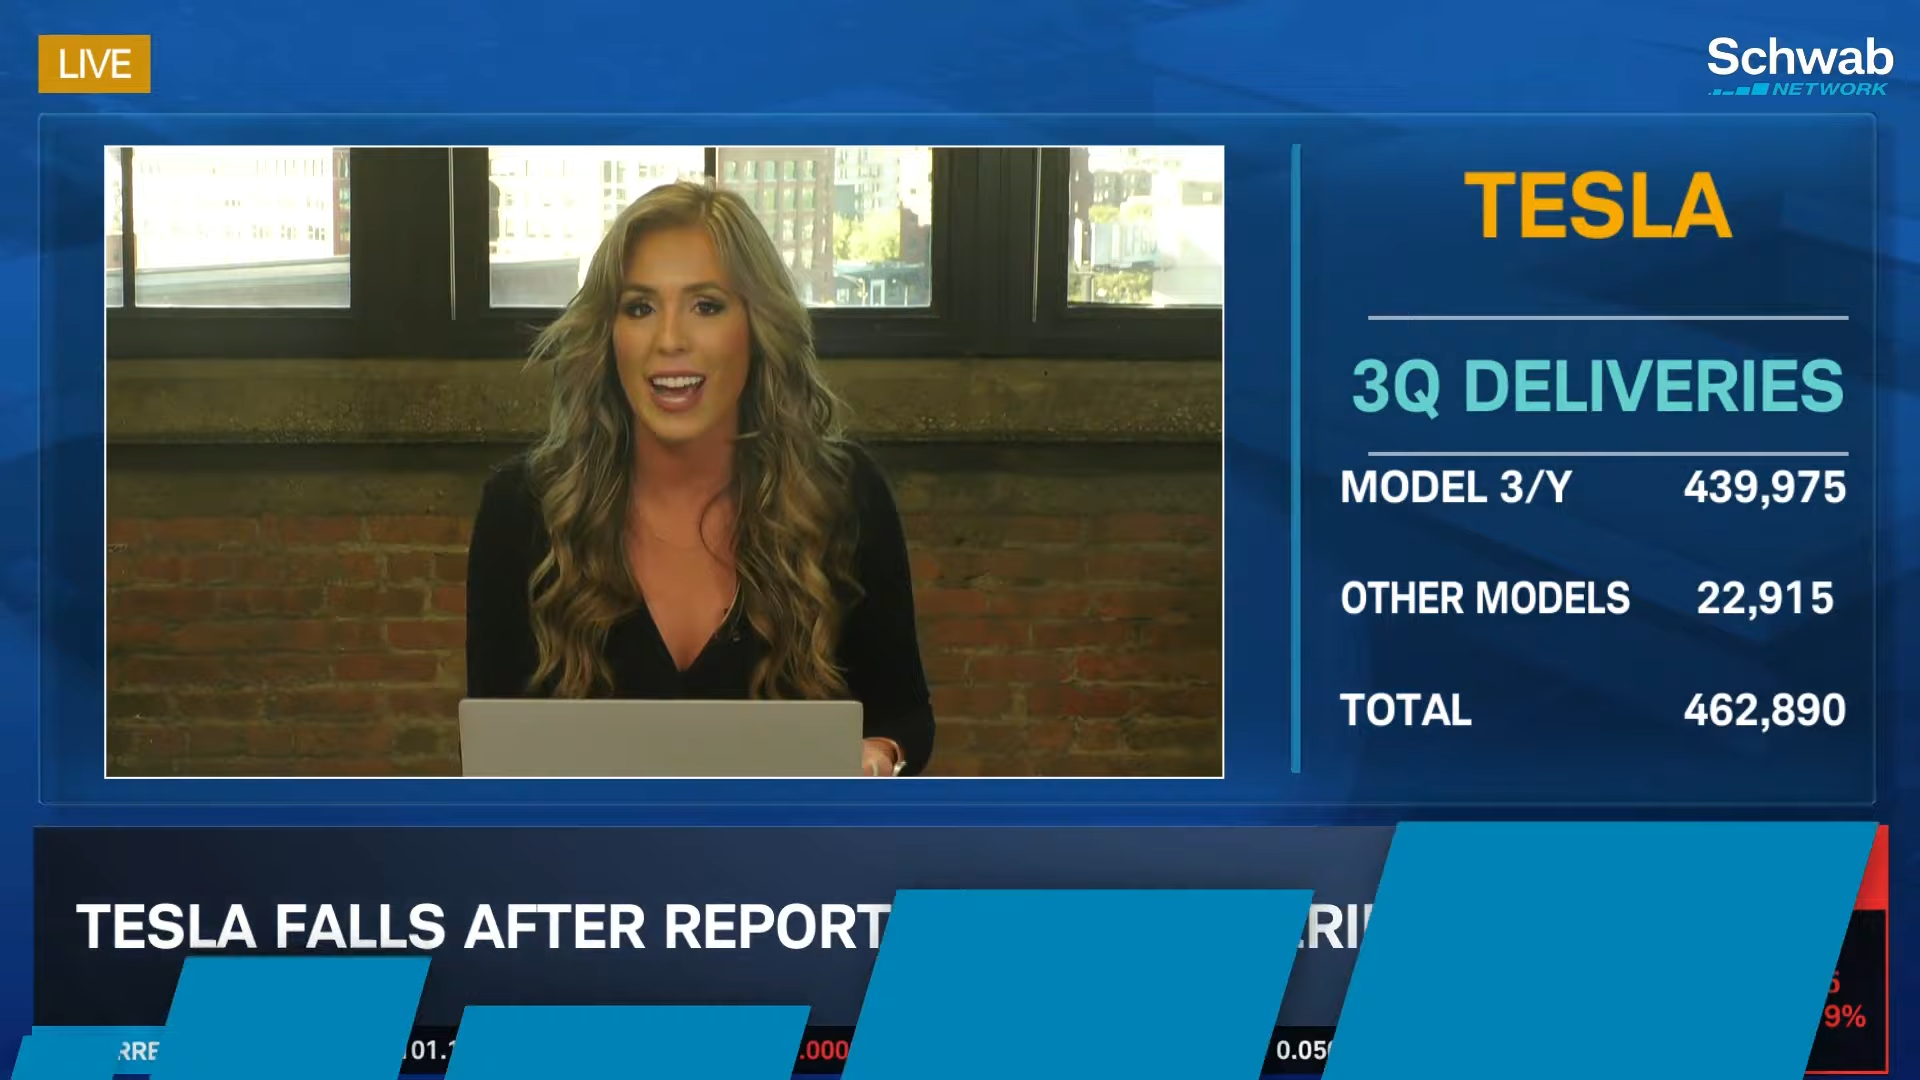 LIVE
Schwab
NETWORK
TESLA
3Q DELIVERIES
MODEL 3/Y 439,975
OTHER MODELS 22,915
TOTAL 462,890
TESLA FALLS AFTER REPORT
9%